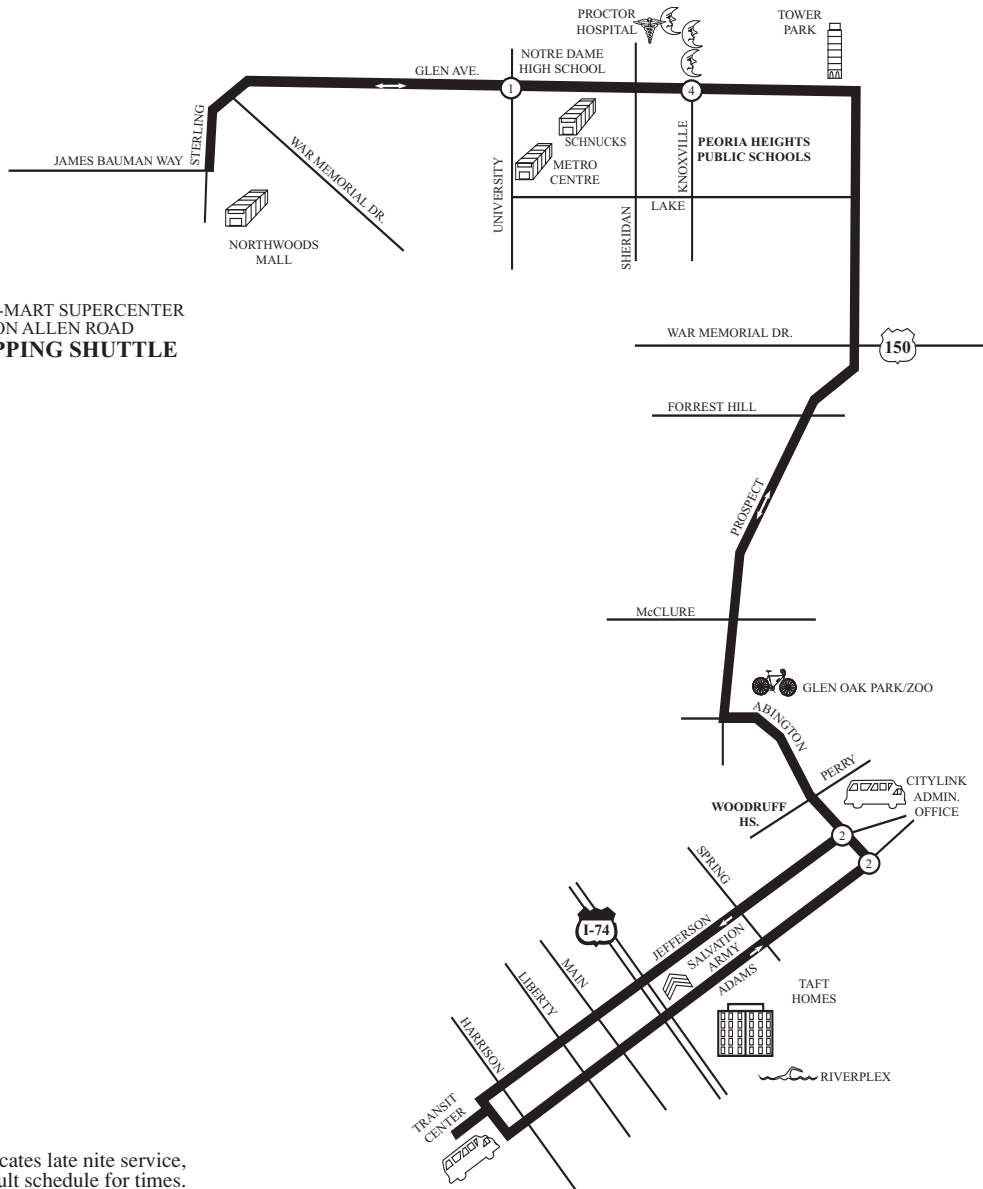 PROCTOR
HOSPITAL
TOWER
PARK
NOTRE DAME
HIGH SCHOOL
GLEN AVE.
1
4
STERLING
JAMES BAUMAN WAY
WAR MEMORIAL DR.
SCHNUCKS
METRO
CENTRE
UNIVERSITY
KNOXVILLE
PEORIA HEIGHTS
PUBLIC SCHOOLS
LAKE
SHERIDAN
NORTHWOODS
MALL
-MART SUPERCENTER
ON ALLEN ROAD
PPING SHUTTLE
WAR MEMORIAL DR.
150
FORREST HILL
PROSPECT
McCLURE
GLEN OAK PARK/ZOO
ABINGTON
PERRY
CITYLINK
ADMIN.
OFFICE
WOODRUFF
HS.
2
2
SPRING
I-74
JEFFERSON
SALVATION
ARMY
ADAMS
MAIN
LIBERTY
HARRISON
TAFT
HOMES
RIVERPLEX
TRANSIT
CENTER
cates late nite service,
ult schedule for times.